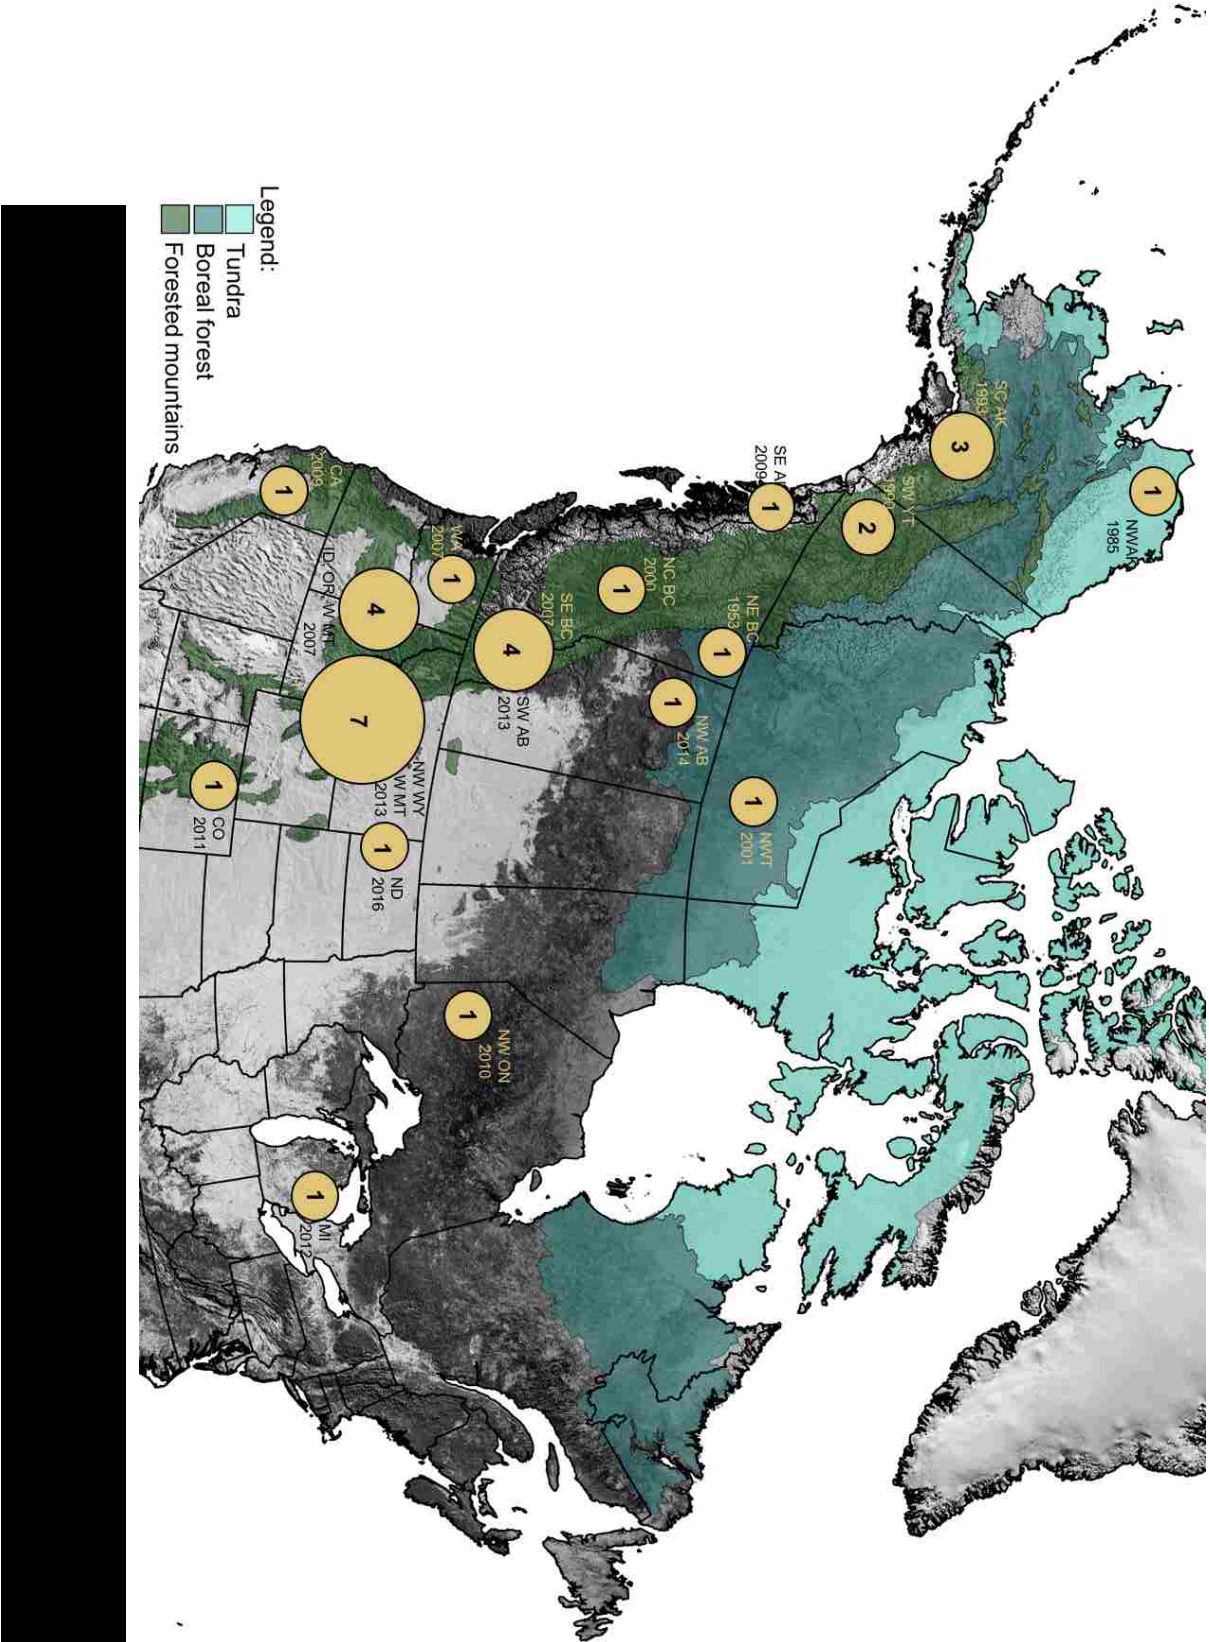 1
NWAK
1985
SC AK
1993
3
SW YT
1990
2
SE A
2009
1
NWT
2001
1
NE BC
1953
1
NW AB
2014
1
NC BC
2000
1
SE BC
2007
4
SW AB
2013
NW ON
2010
1
WA
2007
1
4
ID OR W MT
2007
7
NW WY
W MT
2013
ND
2016
1
MI
2012
1
CA
2009
1
CO
2011
1
Legend:
Tundra
Boreal forest
Forested mountains